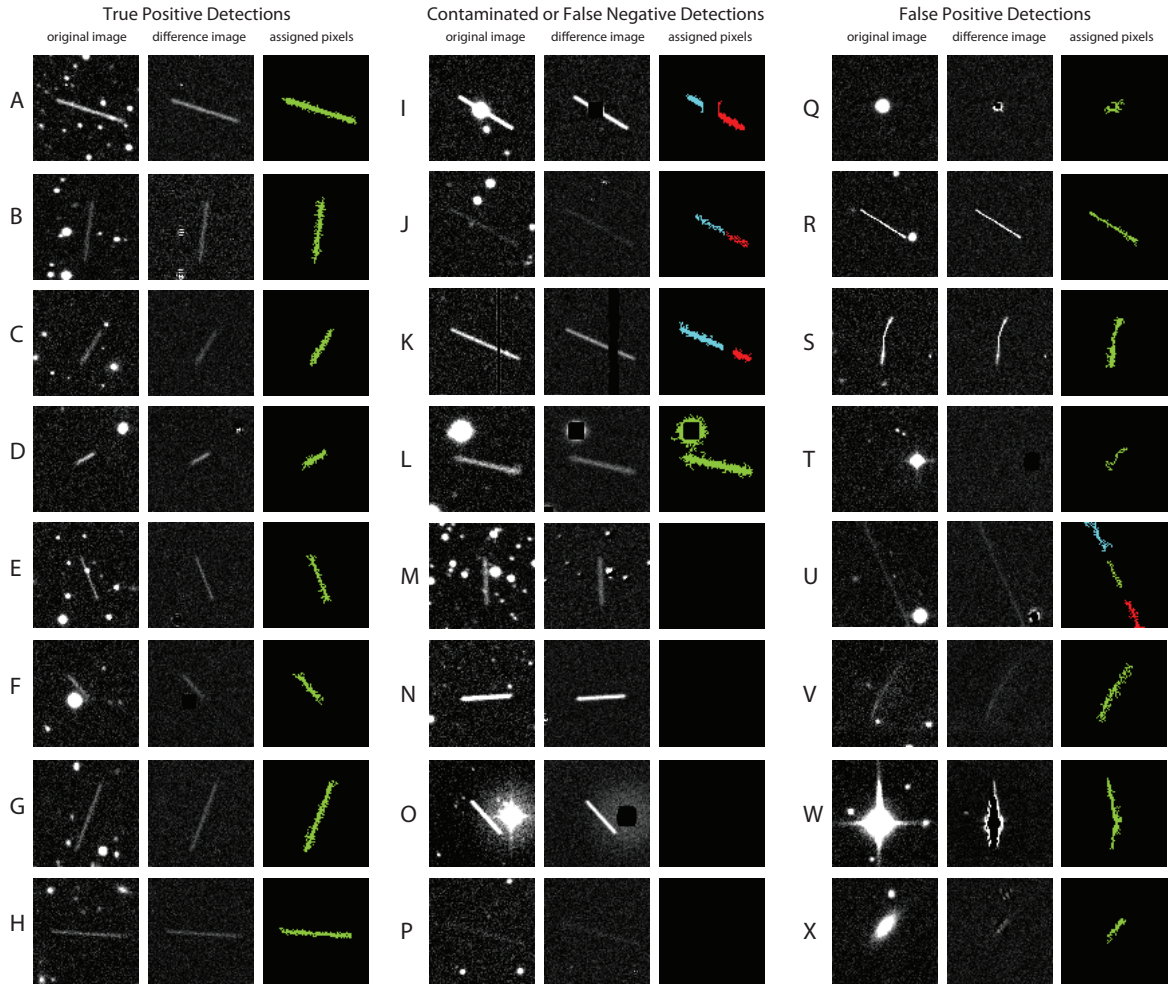 True Positive Detections
Contaminated or False Negative Detections
False Positive Detections
original image difference image assigned pixels
original image difference image assigned pixels
original image difference image assigned pixels
A
I
Q
B
J
R
C
K
S
D
L
T
E
M
U
F
N
V
G
O
W
H
P
X